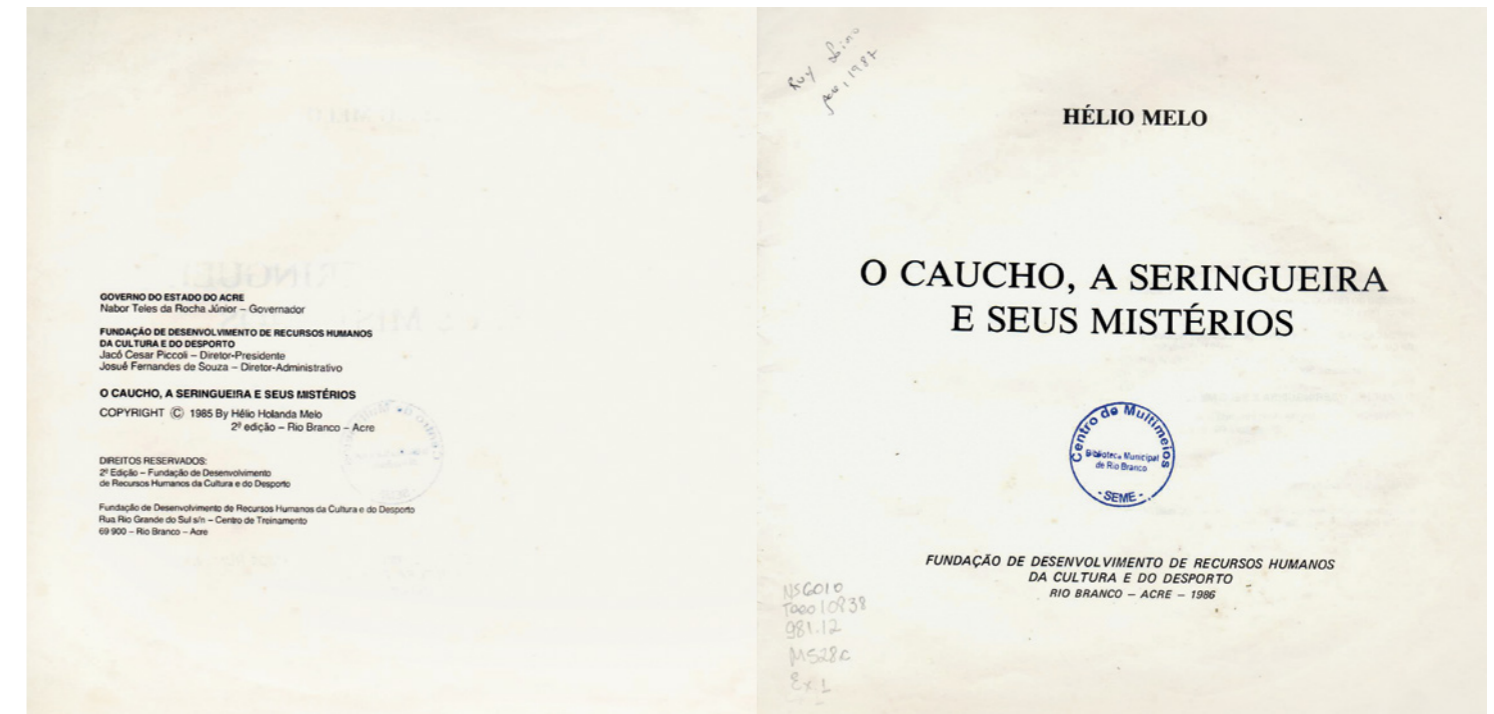 GOVERNO DO ESTADO DO ACRE
Nabor Teles da Rocha Júnior – Governador
FUNDAÇÃO DE DESENVOLVIMENTO DE RECURSOS HUMANOS
DA CULTURA E DO DESPORTO
Jacó Cesar Piccoli – Diretor-Presidente
Josué Fernandes de Souza – Diretor-Administrativo
O CAUCHO, A SERINGUEIRA E SEUS MISTÉRIOS
COPYRIGHT © 1985 By Hélio Holanda Melo
2ª edição – Rio Branco – Acre
DIREITOS RESERVADOS:
2ª Edição – Fundação de Desenvolvimento
de Recursos Humanos da Cultura e do Desporto
Fundação de Desenvolvimento de Recursos Humanos da Cultura e do Desporto
Rua Rio Grande do Sul s/n – Centro de Treinamento
69 900 – Rio Branco – Acre
Ruy
1987
HÉLIO MELO
O CAUCHO, A SERINGUEIRA
E SEUS MISTÉRIOS
Centro de Multimeios
Biblioteca Municipal
de Rio Branco
- SEME -
FUNDAÇÃO DE DESENVOLVIMENTO DE RECURSOS HUMANOS
DA CULTURA E DO DESPORTO
RIO BRANCO – ACRE – 1986
NS6010
981.12
M528c
Ex.1